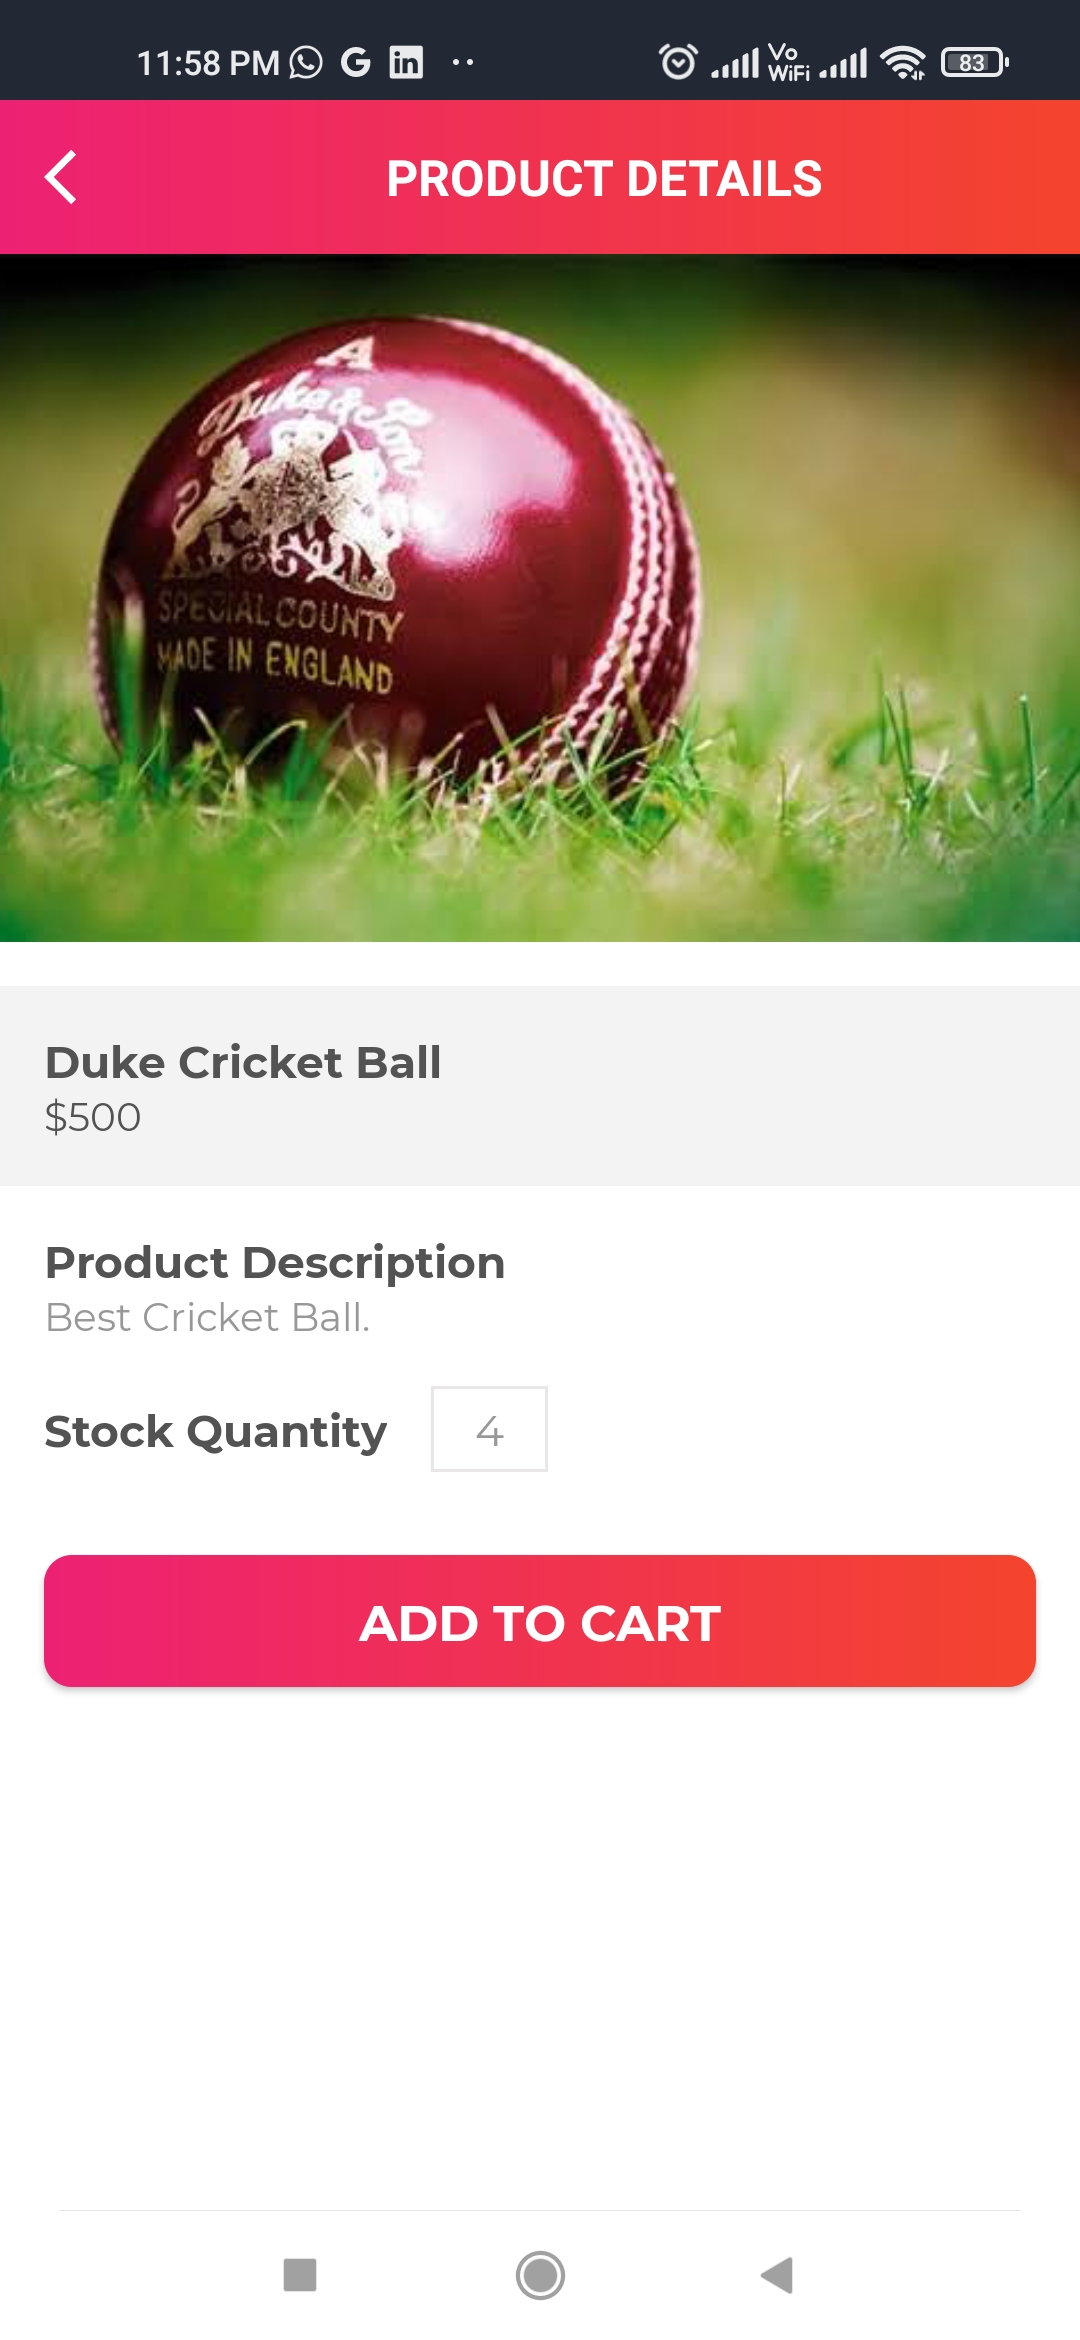 11:58 PM
Vo
WiFi
83
PRODUCT DETAILS
A
Duke & Son
SPECIAL COUNTY
MADE IN ENGLAND
Duke Cricket Ball
$500
Product Description
Best Cricket Ball.
Stock Quantity 4
ADD TO CART